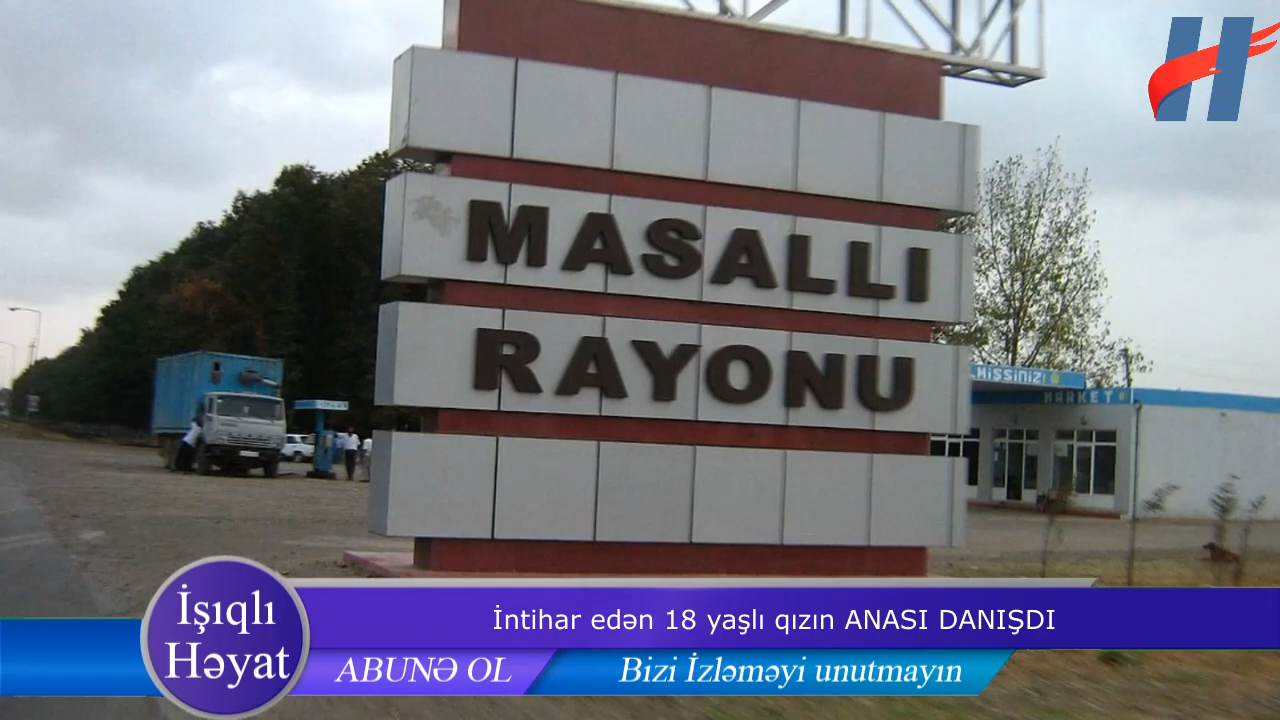 MASALLI
RAYONU
MİŞSİNİZ!
MARKET
İşıqlı
Həyat
İntihar edən 18 yaşlı qızın ANASI DANIŞDI
ABUNƏ OL
Bizi İzləməyi unutmayın